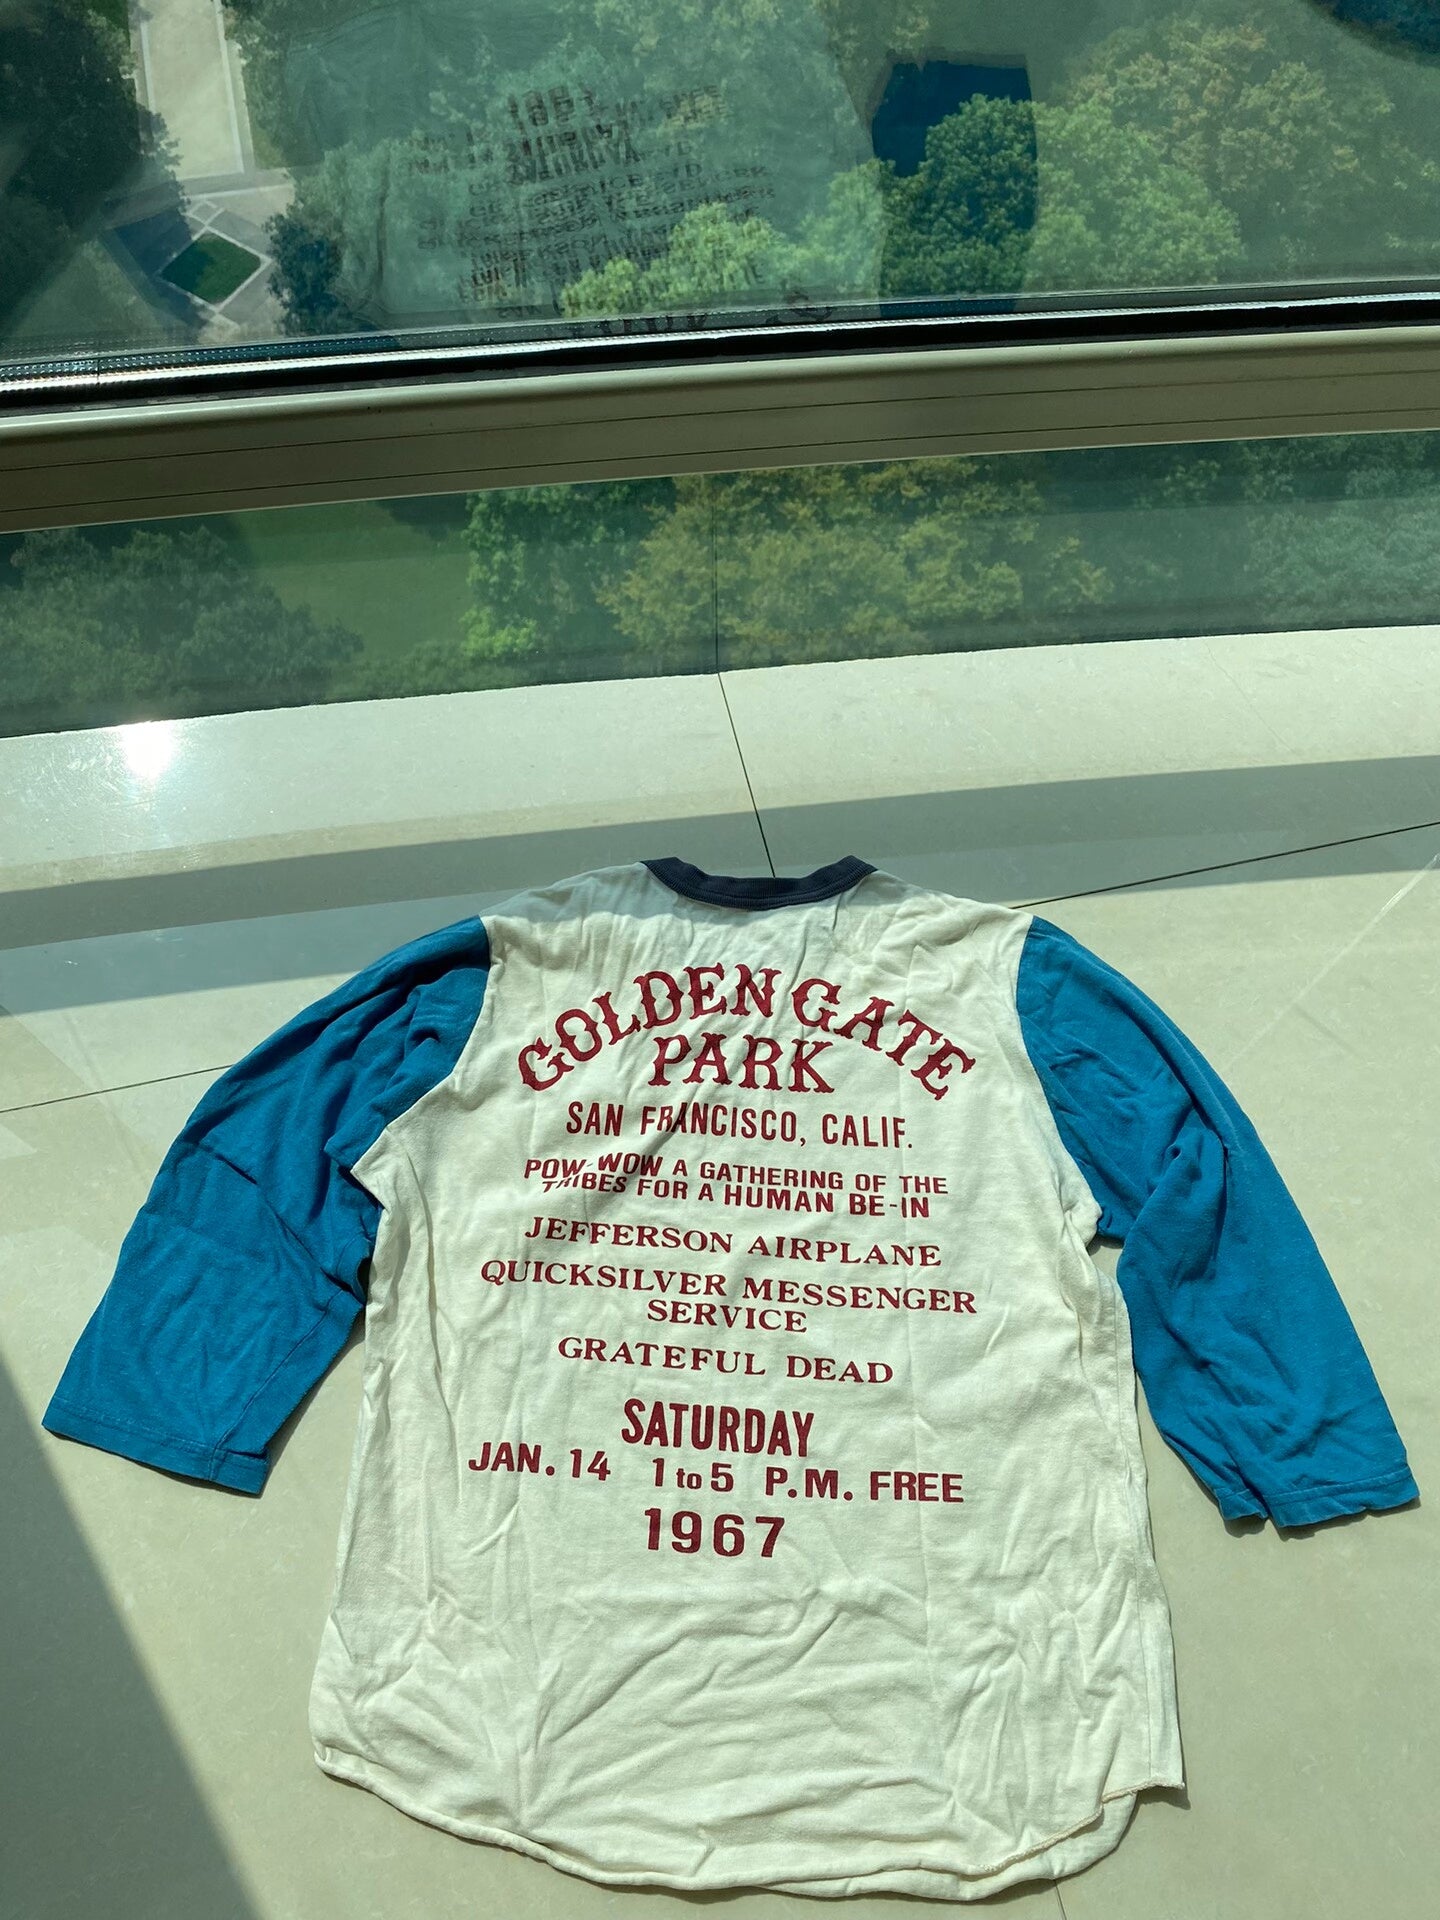 GOLDEN GATE
PARK
SAN FRANCISCO, CALIF.
POW-WOW A GATHERING OF THE
TRIBES FOR A HUMAN BE-IN
JEFFERSON AIRPLANE
QUICKSILVER MESSENGER
SERVICE
GRATEFUL DEAD
SATURDAY
JAN. 14 1 to 5 P.M. FREE
1967